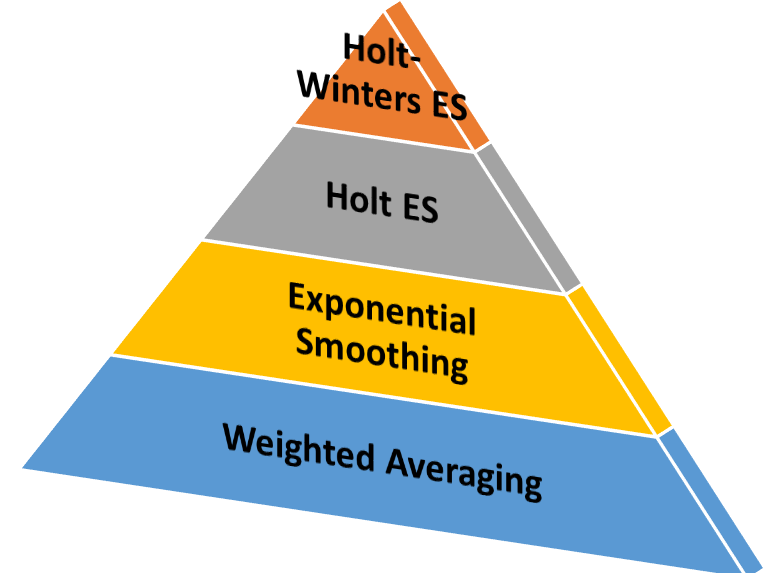 Holt-
Winters ES
Holt ES
Exponential
Smoothing
Weighted Averaging